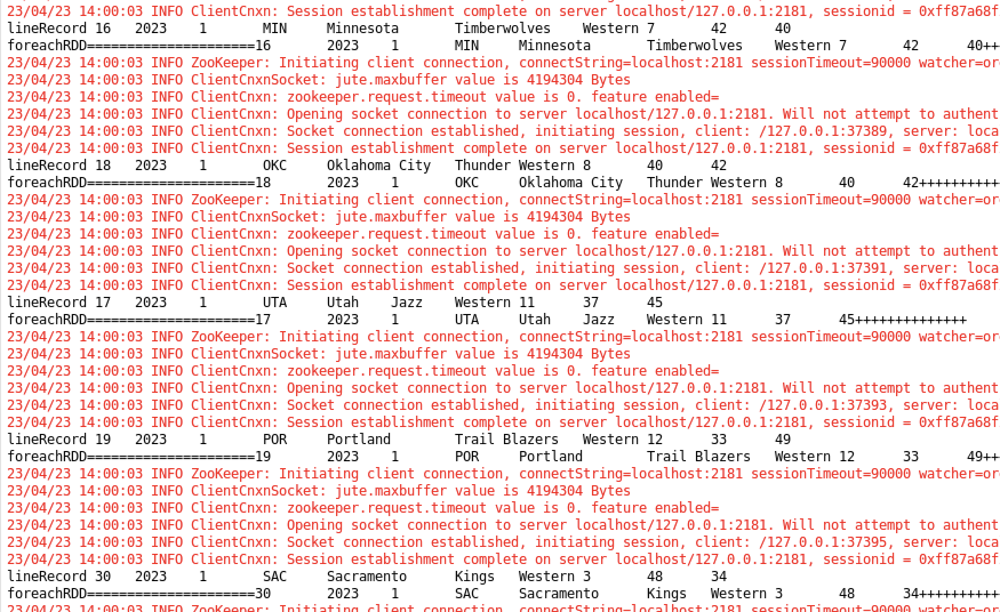 23/04/23 14:00:03 INFO ClientCnxn: Session establishment complete on server localhost/127.0.0.1:2181, sessionid = 0xff87a68f
lineRecord 16 2023 1 MIN Minnesota Timberwolves Western 7 42 40
foreachRDD=====================16 2023 1 MIN Minnesota Timberwolves Western 7 42 40++
23/04/23 14:00:03 INFO ZooKeeper: Initiating client connection, connectString=localhost:2181 sessionTimeout=90000 watcher=or
23/04/23 14:00:03 INFO ClientCnxnSocket: jute.maxbuffer value is 4194304 Bytes
23/04/23 14:00:03 INFO ClientCnxn: zookeeper.request.timeout value is 0. feature enabled=
23/04/23 14:00:03 INFO ClientCnxn: Opening socket connection to server localhost/127.0.0.1:2181. Will not attempt to authent
23/04/23 14:00:03 INFO ClientCnxn: Socket connection established, initiating session, client: /127.0.0.1:37389, server: loca
23/04/23 14:00:03 INFO ClientCnxn: Session establishment complete on server localhost/127.0.0.1:2181, sessionid = 0xff87a68f
lineRecord 18 2023 1 OKC Oklahoma City Thunder Western 8 40 42
foreachRDD=====================18 2023 1 OKC Oklahoma City Thunder Western 8 40 42++++++++++
23/04/23 14:00:03 INFO ZooKeeper: Initiating client connection, connectString=localhost:2181 sessionTimeout=90000 watcher=or
23/04/23 14:00:03 INFO ClientCnxnSocket: jute.maxbuffer value is 4194304 Bytes
23/04/23 14:00:03 INFO ClientCnxn: zookeeper.request.timeout value is 0. feature enabled=
23/04/23 14:00:03 INFO ClientCnxn: Opening socket connection to server localhost/127.0.0.1:2181. Will not attempt to authent
23/04/23 14:00:03 INFO ClientCnxn: Socket connection established, initiating session, client: /127.0.0.1:37391, server: loca
23/04/23 14:00:03 INFO ClientCnxn: Session establishment complete on server localhost/127.0.0.1:2181, sessionid = 0xff87a68f
lineRecord 17 2023 1 UTA Utah Jazz Western 11 37 45
foreachRDD=====================17 2023 1 UTA Utah Jazz Western 11 37 45++++++++++++++
23/04/23 14:00:03 INFO ZooKeeper: Initiating client connection, connectString=localhost:2181 sessionTimeout=90000 watcher=or
23/04/23 14:00:03 INFO ClientCnxnSocket: jute.maxbuffer value is 4194304 Bytes
23/04/23 14:00:03 INFO ClientCnxn: zookeeper.request.timeout value is 0. feature enabled=
23/04/23 14:00:03 INFO ClientCnxn: Opening socket connection to server localhost/127.0.0.1:2181. Will not attempt to authent
23/04/23 14:00:03 INFO ClientCnxn: Socket connection established, initiating session, client: /127.0.0.1:37393, server: loca
23/04/23 14:00:03 INFO ClientCnxn: Session establishment complete on server localhost/127.0.0.1:2181, sessionid = 0xff87a68f
lineRecord 19 2023 1 POR Portland Trail Blazers Western 12 33 49
foreachRDD=====================19 2023 1 POR Portland Trail Blazers Western 12 33 49++
23/04/23 14:00:03 INFO ZooKeeper: Initiating client connection, connectString=localhost:2181 sessionTimeout=90000 watcher=or
23/04/23 14:00:03 INFO ClientCnxnSocket: jute.maxbuffer value is 4194304 Bytes
23/04/23 14:00:03 INFO ClientCnxn: zookeeper.request.timeout value is 0. feature enabled=
23/04/23 14:00:03 INFO ClientCnxn: Opening socket connection to server localhost/127.0.0.1:2181. Will not attempt to authent
23/04/23 14:00:03 INFO ClientCnxn: Socket connection established, initiating session, client: /127.0.0.1:37395, server: loca
23/04/23 14:00:03 INFO ClientCnxn: Session establishment complete on server localhost/127.0.0.1:2181, sessionid = 0xff87a68f
lineRecord 30 2023 1 SAC Sacramento Kings Western 3 48 34
foreachRDD=====================30 2023 1 SAC Sacramento Kings Western 3 48 34++++++++++
23/04/23 14:00:03 INFO ZooKeeper: Initiating client connection, connectString=localhost:2181 sessionTimeout=90000 watcher=or